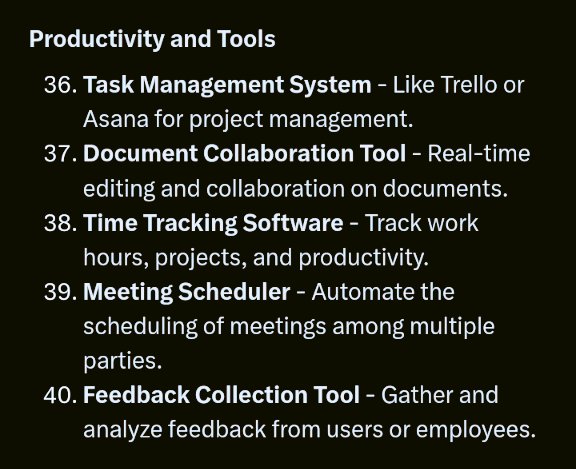 Productivity and Tools
36. Task Management System - Like Trello or
Asana for project management.
37. Document Collaboration Tool - Real-time
editing and collaboration on documents.
38. Time Tracking Software - Track work
hours, projects, and productivity.
39. Meeting Scheduler - Automate the
scheduling of meetings among multiple
parties.
40. Feedback Collection Tool - Gather and
analyze feedback from users or employees.